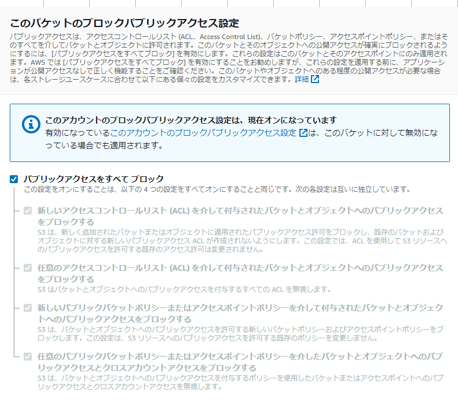 このバケットのブロックパブリックアクセス設定
パブリックアクセスは、アクセスコントロールリスト (ACL、Access Control List)、バケットポリシー、アクセスポイントポリシー、またはそ
のすべてを介してバケットとオブジェクトに許可されます。このバケットとそのオブジェクトへの公開アクセスが確実にブロックされるよう
にするには、[パブリックアクセスをすべてブロック] を有効にします。これらの設定はこのバケットとそのアクセスポイントにのみ適用され
ます。AWS では [パブリックアクセスをすべてブロック] を有効にすることをお勧めしますが、これらの設定を適用する前に、アプリケーシ
ョンが公開アクセスなしで正しく機能することをご確認ください。このバケットやオブジェクトへのある程度の公開アクセスが必要な場合
は、各ストレージユースケースに合わせて以下にある個々の設定をカスタマイズできます。詳細
このアカウントのブロックパブリックアクセス設定は、現在オンになっています
有効になっているこのアカウントのブロックパブリックアクセス設定 は、このバケットに対して無効にな
っている場合でも適用されます。
パブリックアクセスをすべて ブロック
この設定をオンにすることは、以下の 4 つの設定をすべてオンにすることと同じです。次の各設定は互いに独立しています。
新しいアクセスコントロールリスト (ACL) を介して付与されたバケットとオブジェクトへのパブリックアクセス
をブロックする
S3 は、新しく追加されたバケットまたはオブジェクトに適用されたパブリックアクセス許可をブロックし、既存のバケットおよび
オブジェクトに対する新しいパブリックアクセス ACL が作成されないようにします。この設定では、ACL を使用して S3 リソースへ
のパブリックアクセスを許可する既存のアクセス許可は変更されません。
任意のアクセスコントロールリスト (ACL) を介して付与されたバケットとオブジェクトへのパブリックアクセス
をブロックする
S3 はバケットとオブジェクトへのパブリックアクセスを付与するすべての ACL を無視します。
新しいパブリックバケットポリシーまたはアクセスポイントポリシーを介して付与されたバケットとオブジェク
トへのパブリックアクセスをブロックする
S3 は、バケットとオブジェクトへのパブリックアクセスを許可する新しいバケットポリシーおよびアクセスポイントポリシーをブ
ロックします。この設定は、S3 リソースへのパブリックアクセスを許可する既存のポリシーを変更しません。
任意のパブリックバケットポリシーまたはアクセスポイントポリシーを介したバケットとオブジェクトへのパブ
リックアクセスとクロスアカウントアクセスをブロックする
S3 は、バケットとオブジェクトへのパブリックアクセスを付与するポリシーを使用したバケットまたはアクセスポイントへのパブ
リックアクセスとクロスアカウントアクセスを無視します。